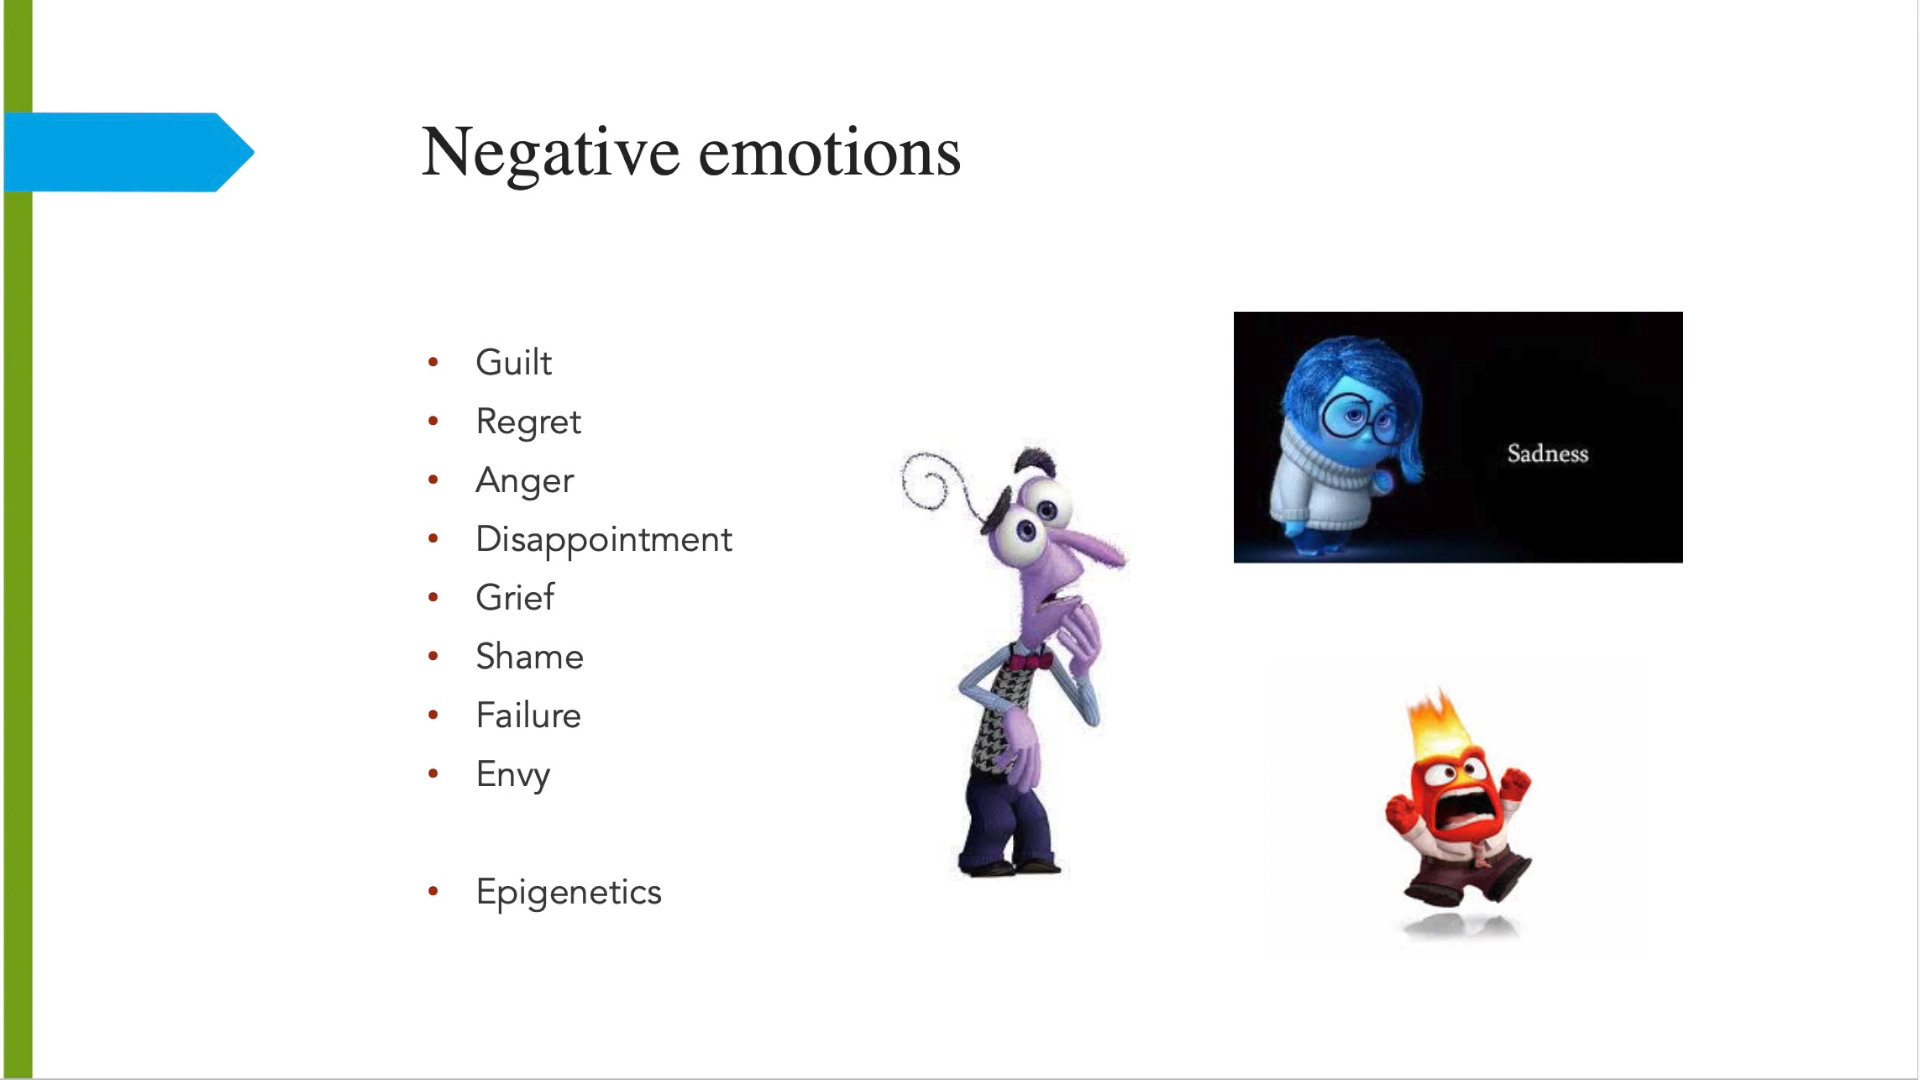 Negative emotions
• Guilt
• Regret
• Anger
• Disappointment
• Grief
• Shame
• Failure
• Envy
• Epigenetics
Sadness